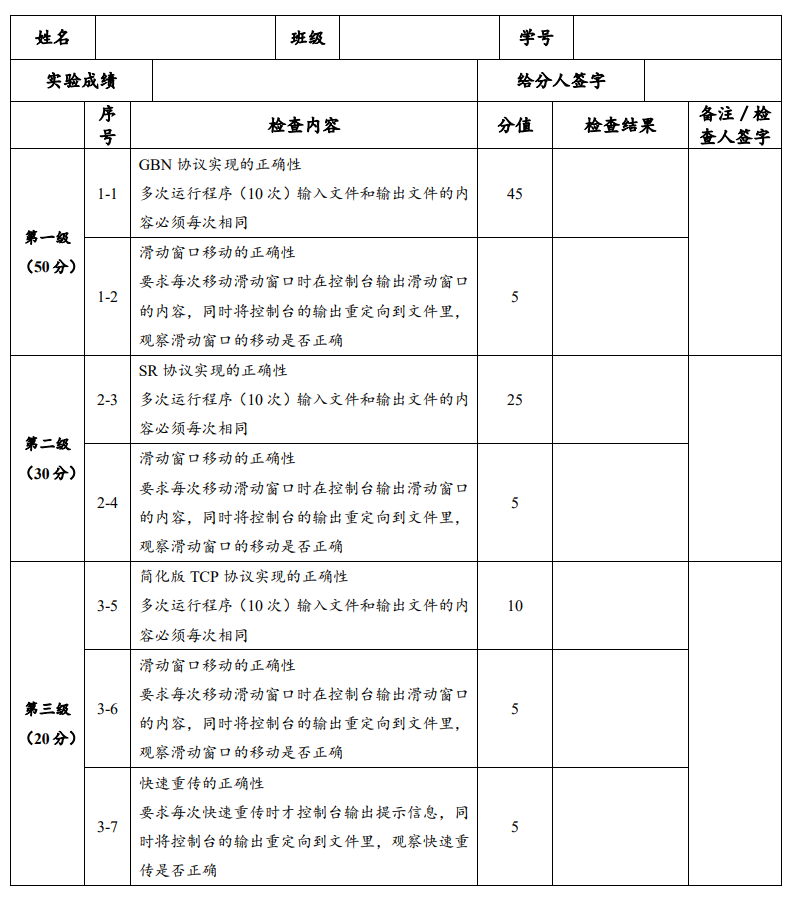 姓名 班级 学号
实验成绩 给分人签字
序
号
检查内容 分值 检查结果
备注／检
查人签字
第一级
（50 分）
1-1
GBN 协议实现的正确性
多次运行程序（10 次）输入文件和输出文件的内
容必须每次相同
45
1-2
滑动窗口移动的正确性
要求每次移动滑动窗口时在控制台输出滑动窗口
的内容，同时将控制台的输出重定向到文件里，
观察滑动窗口的移动是否正确
5
第二级
（30 分）
2-3
SR 协议实现的正确性
多次运行程序（10 次）输入文件和输出文件的内
容必须每次相同
25
2-4
滑动窗口移动的正确性
要求每次移动滑动窗口时在控制台输出滑动窗口
的内容，同时将控制台的输出重定向到文件里，
观察滑动窗口的移动是否正确
5
第三级
（20 分）
3-5
简化版 TCP 协议实现的正确性
多次运行程序（10 次）输入文件和输出文件的内
容必须每次相同
10
3-6
滑动窗口移动的正确性
要求每次移动滑动窗口时在控制台输出滑动窗口
的内容，同时将控制台的输出重定向到文件里，
观察滑动窗口的移动是否正确
5
3-7
快速重传的正确性
要求每次快速重传时才控制台输出提示信息，同
时将控制台的输出重定向到文件里，观察快速重
传是否正确
5